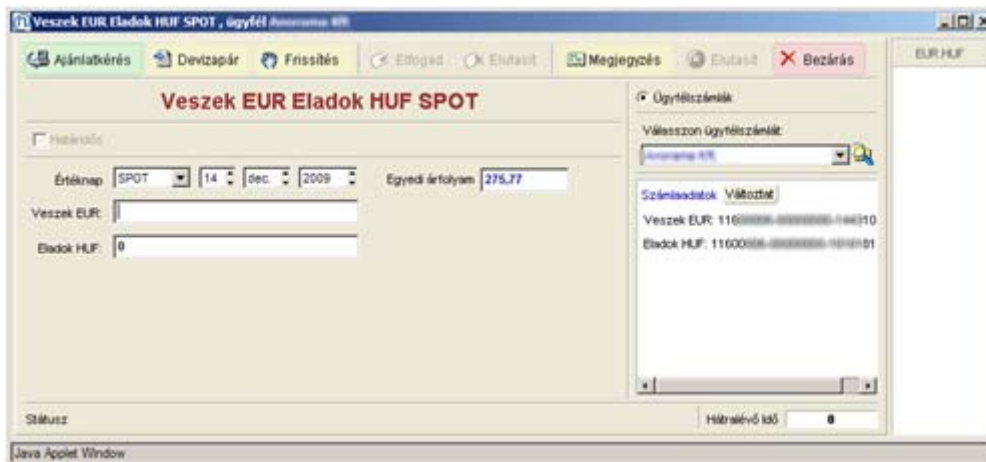 Veszek EUR Eladok HUF SPOT , ügyfél
Ajánlatkérés Devizapár Frissítés Elfogad Elutasít Megjegyzés Elutasít Bezárás
EUR.HUF
Veszek EUR Eladok HUF SPOT
Ügyfélszámlák
Határidős
Válasszon ügyfélszámlát:
Értéknap SPOT 14 dec. 2009 Egyedi árfolyam 275,77
Számlaadatok Változtat
Veszek EUR:
Veszek EUR: 116
Eladok HUF: 0
Eladok HUF: 11600
Státusz
Hátralévő Idő 0
Java Applet Window